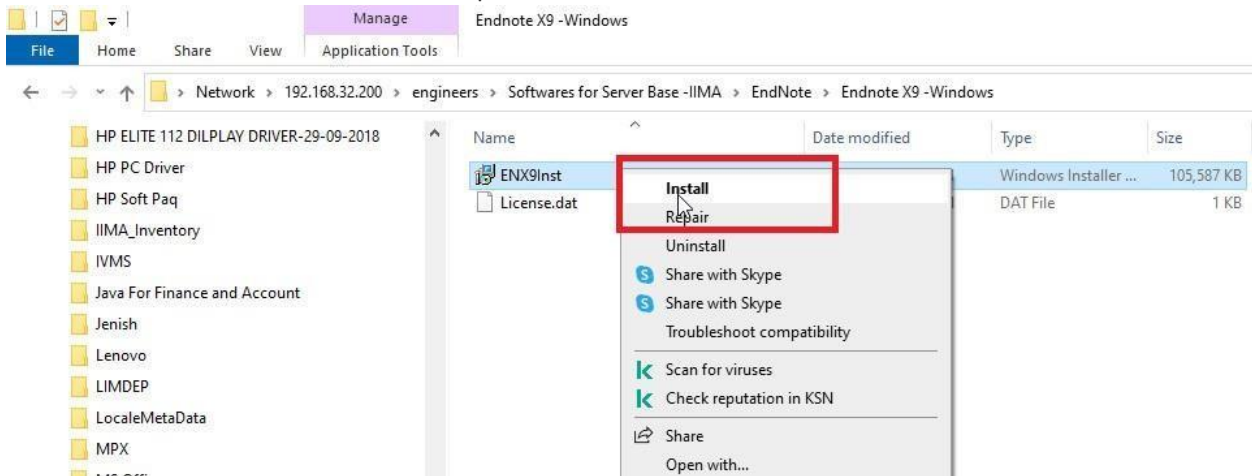 Manage
Endnote X9 -Windows
File
Home
Share
View
Application Tools
Network > 192.168.32.200 > engineers > Softwares for Server Base -IIMA > EndNote > Endnote X9 -Windows
HP ELITE 112 DILPLAY DRIVER-29-09-2018
HP PC Driver
HP Soft Paq
IIMA_Inventory
IVMS
Java For Finance and Account
Jenish
Lenovo
LIMDEP
LocaleMetaData
MPX
Name
Date modified
Type
Size
ENX9Inst
Windows Installer ...
105,587 KB
License.dat
DAT File
1 KB
Install
Repair
Uninstall
Share with Skype
Share with Skype
Troubleshoot compatibility
Scan for viruses
Check reputation in KSN
Share
Open with...